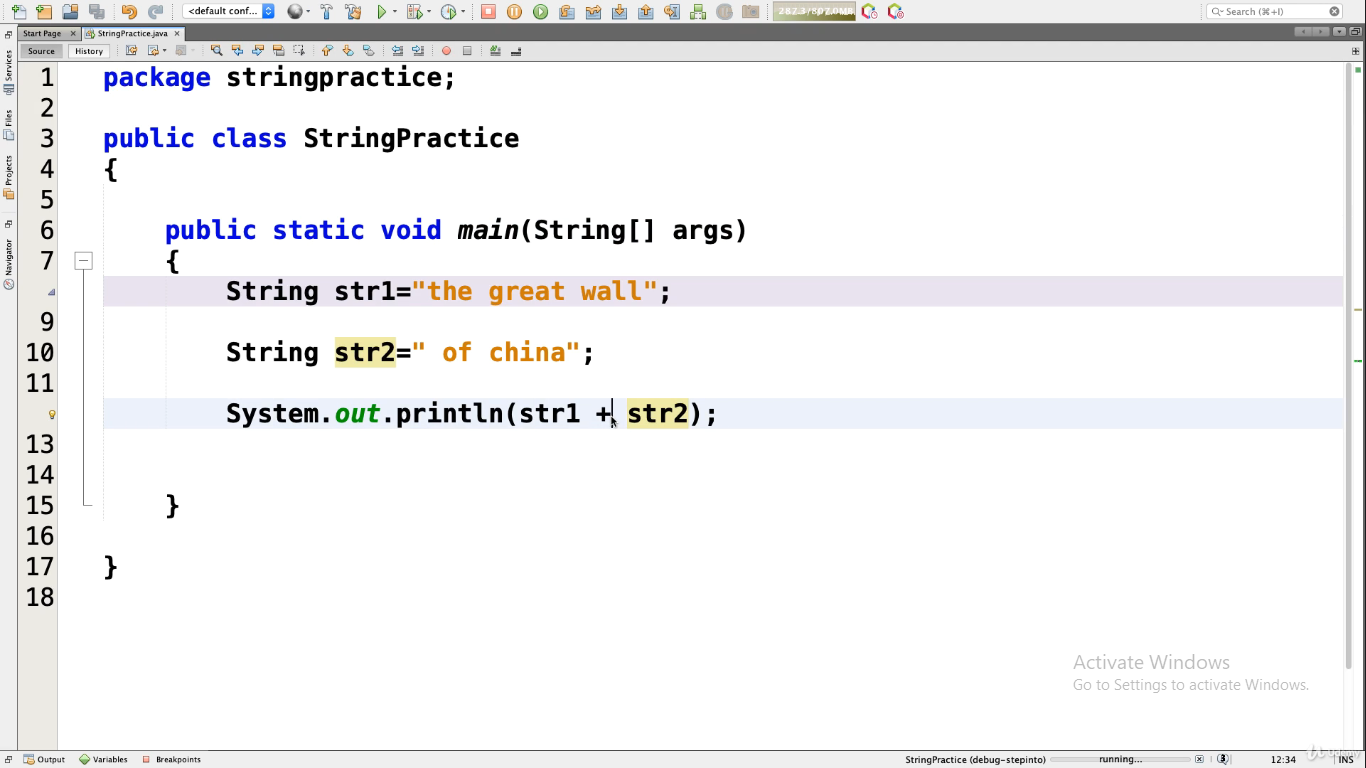 <default conf...
282.3/802.0MB
Search (⌘+I)
Start Page
StringPractice.java
Source
History
Services
Files
Projects
Navigator
1 package stringpractice;
2
3 public class StringPractice
4 {
5
6 public static void main(String[] args)
7 {
String str1="the great wall";
9
10 String str2=" of china";
11
System.out.println(str1 + str2);
13
14
15 }
16
17 }
18
Activate Windows
Go to Settings to activate Windows.
Output
Variables
Breakpoints
StringPractice (debug-stepinto)
running...
12:34
INS